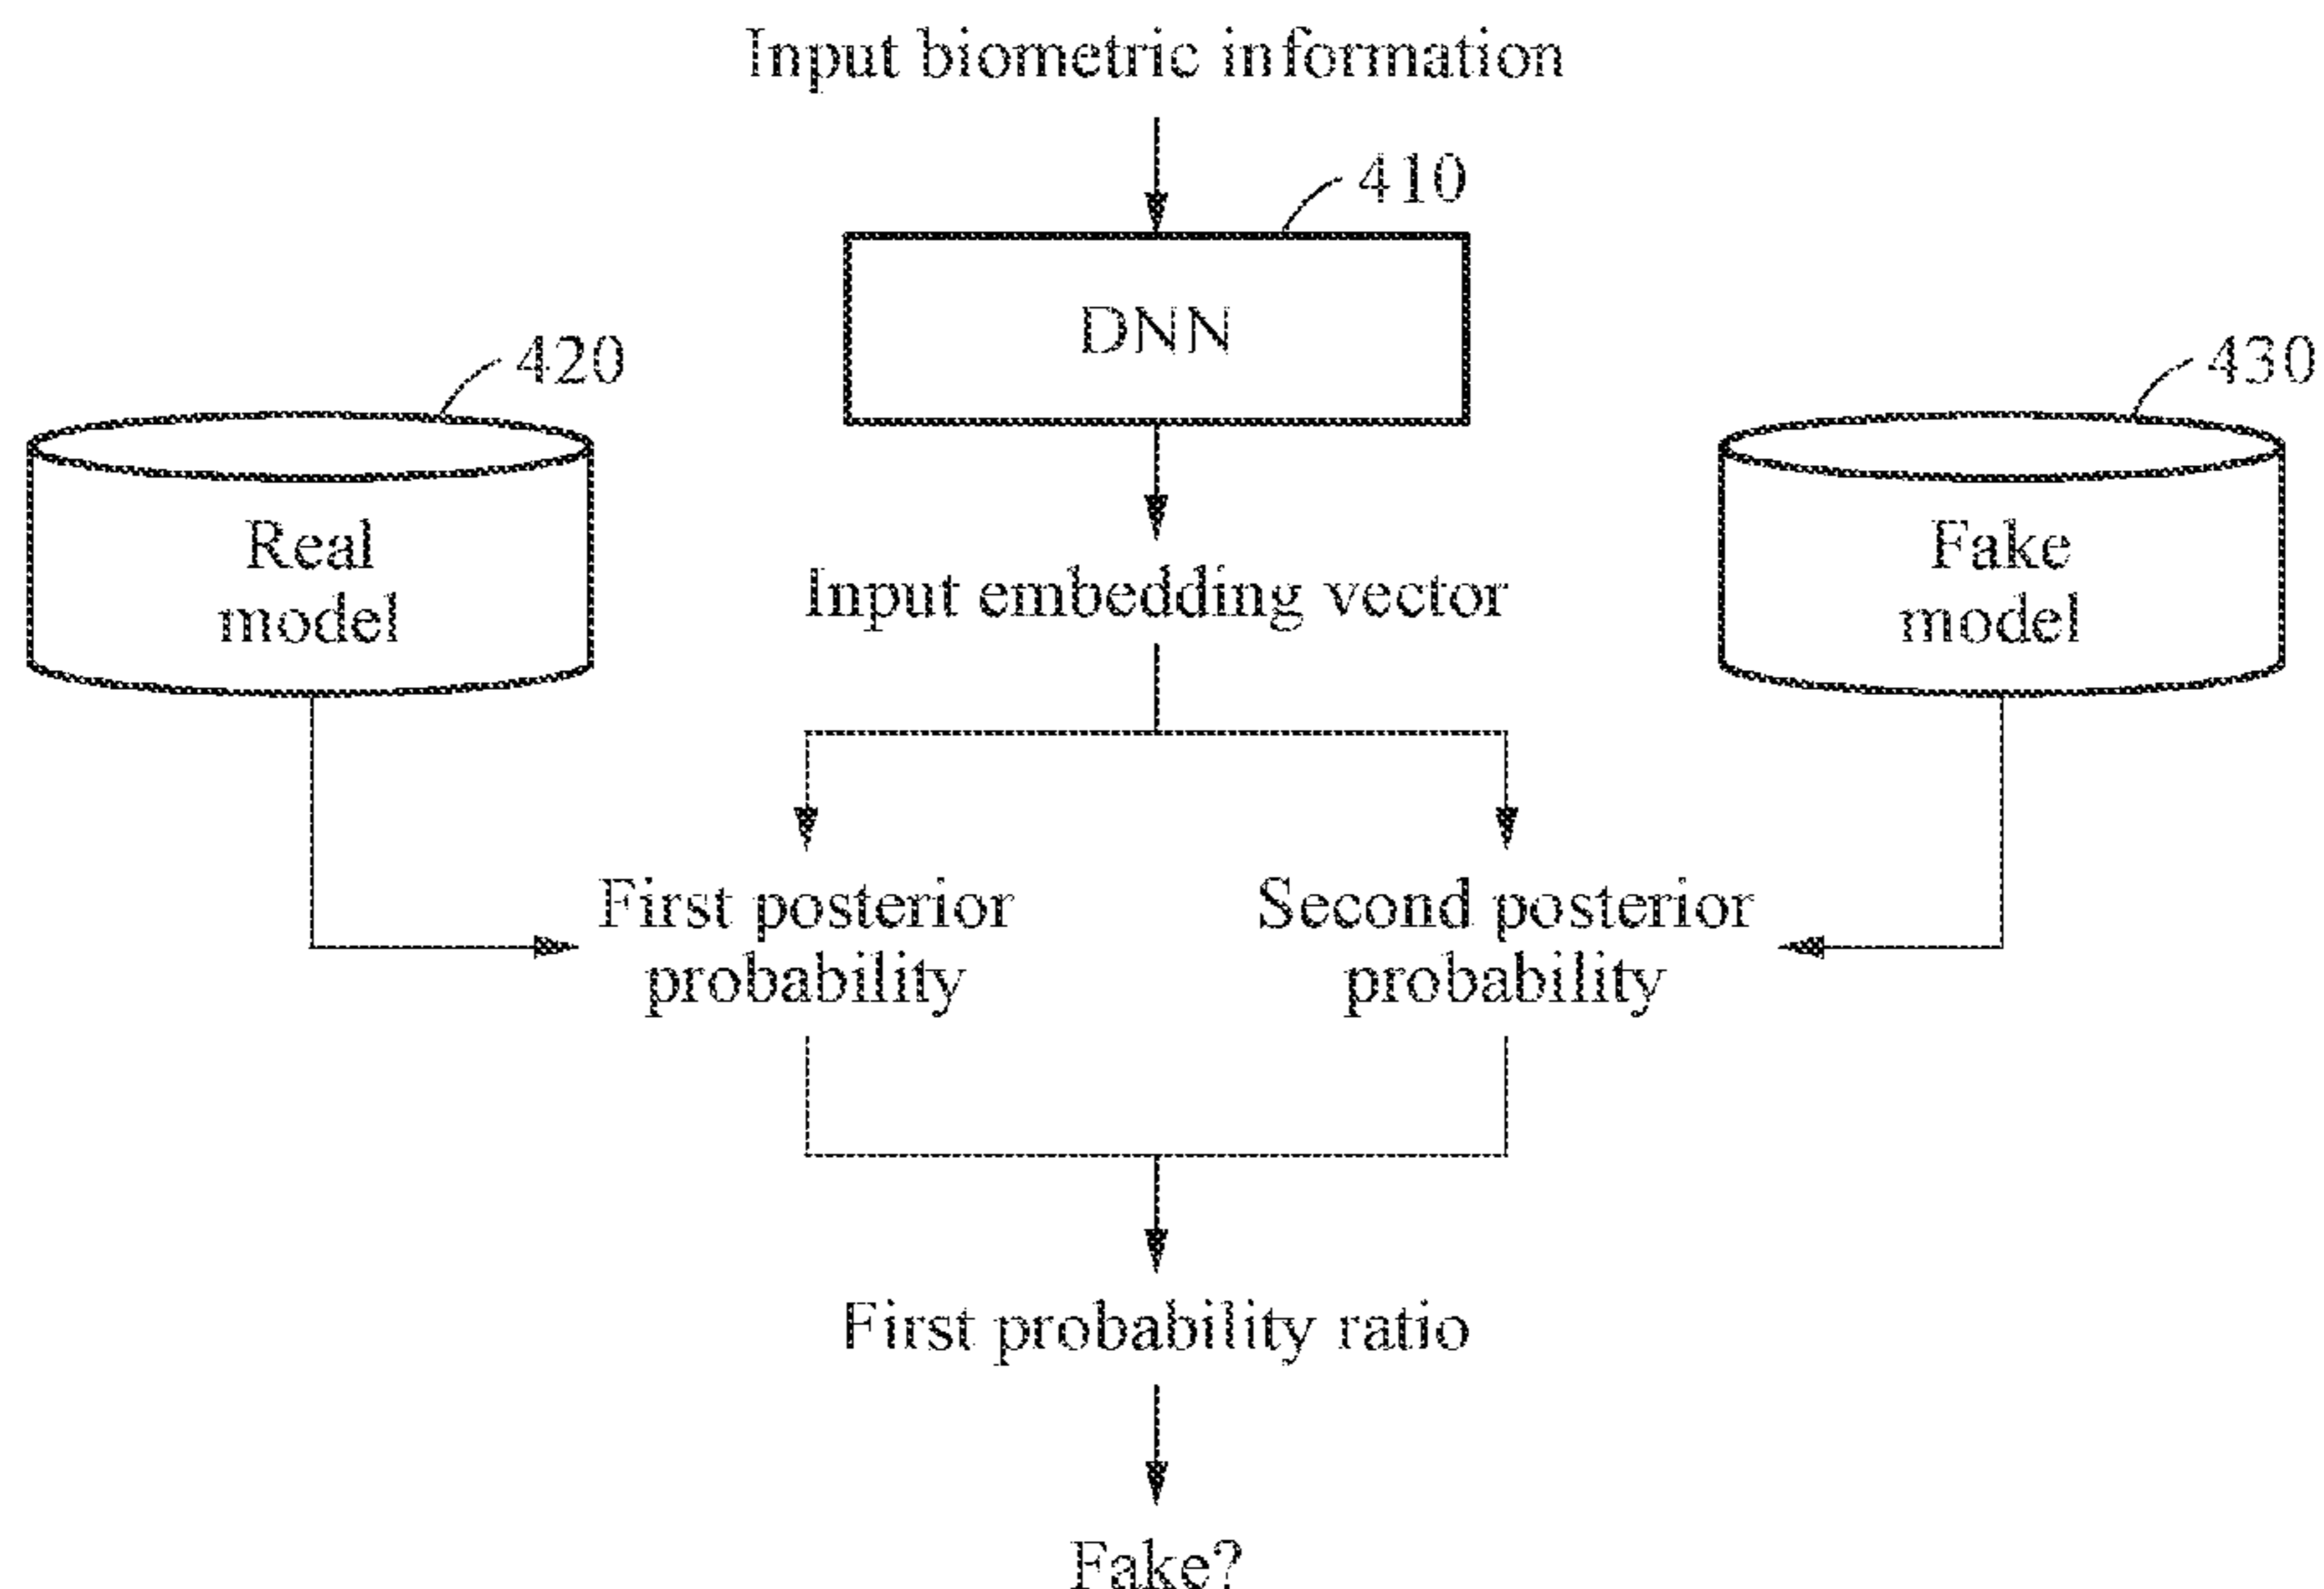 Input biometric information
410
DNN
420
430
Real
model
Fake
model
Input embedding vector
First posterior
probability
Second posterior
probability
First probability ratio
Fake?